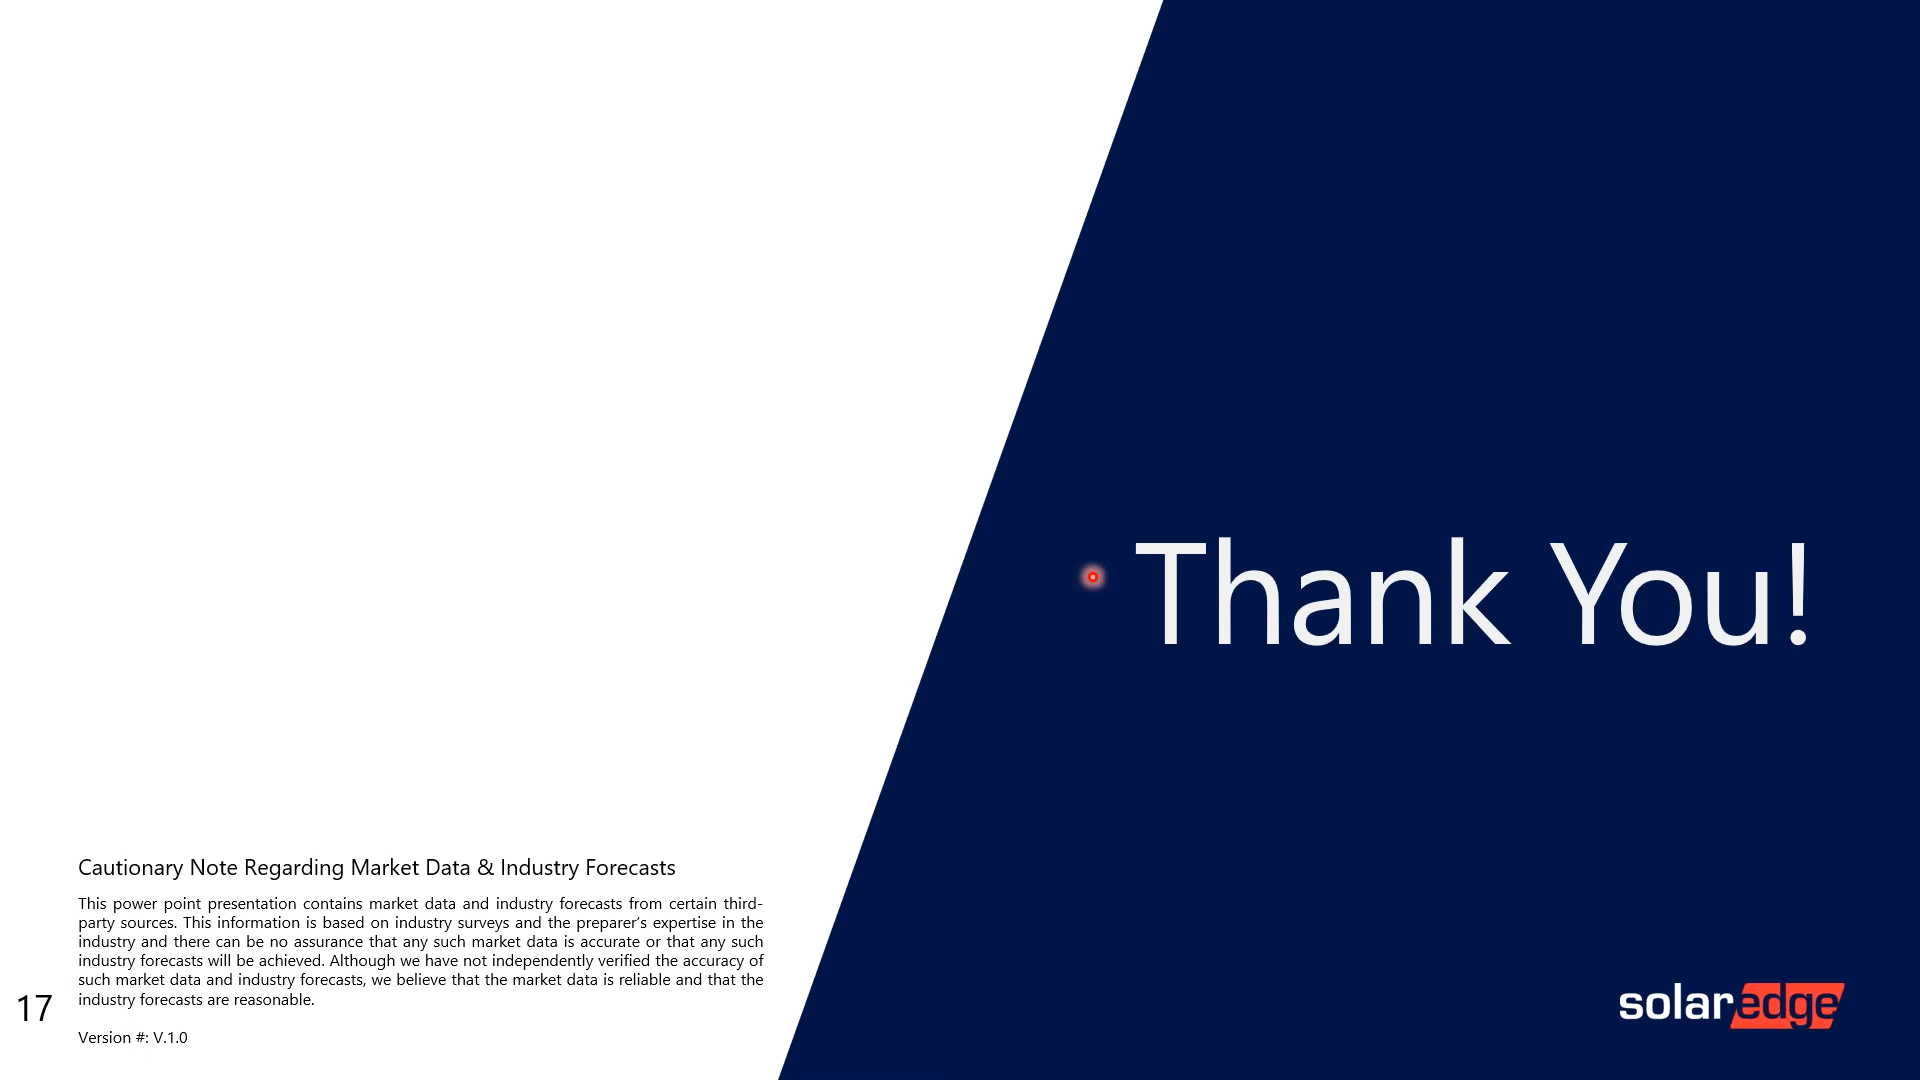 Thank You!
Cautionary Note Regarding Market Data & Industry Forecasts
This power point presentation contains market data and industry forecasts from certain third-
party sources. This information is based on industry surveys and the preparer’s expertise in the
industry and there can be no assurance that any such market data is accurate or that any such
industry forecasts will be achieved. Although we have not independently verified the accuracy of
such market data and industry forecasts, we believe that the market data is reliable and that the
industry forecasts are reasonable.
17
Version #: V.1.0
solaredge